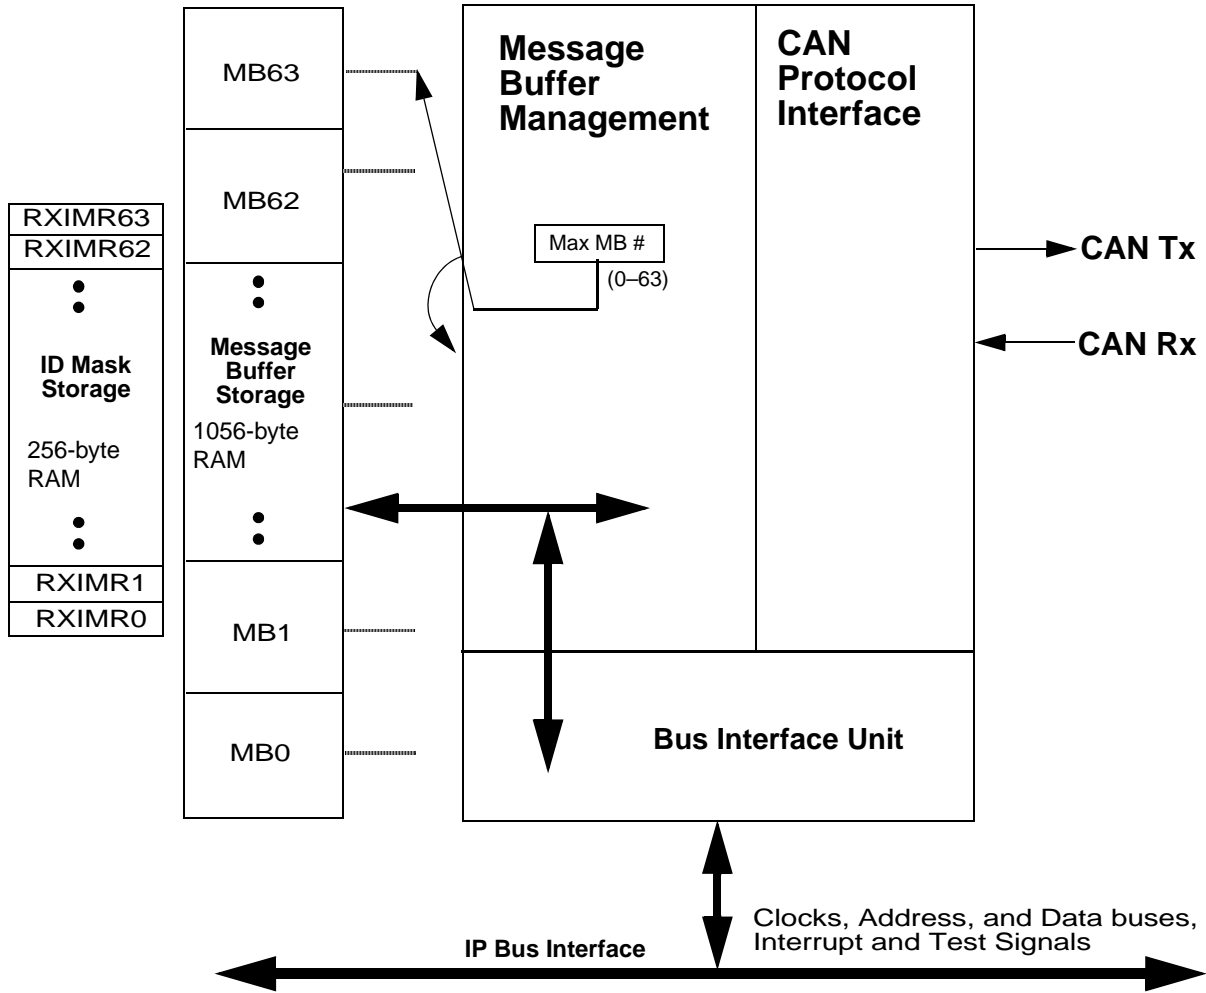 RXIMR63
RXIMR62
ID Mask
Storage
256-byte
RAM
RXIMR1
RXIMR0
MB63
MB62
Message
Buffer
Storage
1056-byte
RAM
MB1
MB0
Message
Buffer
Management
Max MB #
(0–63)
CAN
Protocol
Interface
CAN Tx
CAN Rx
Bus Interface Unit
Clocks, Address, and Data buses,
Interrupt and Test Signals
IP Bus Interface